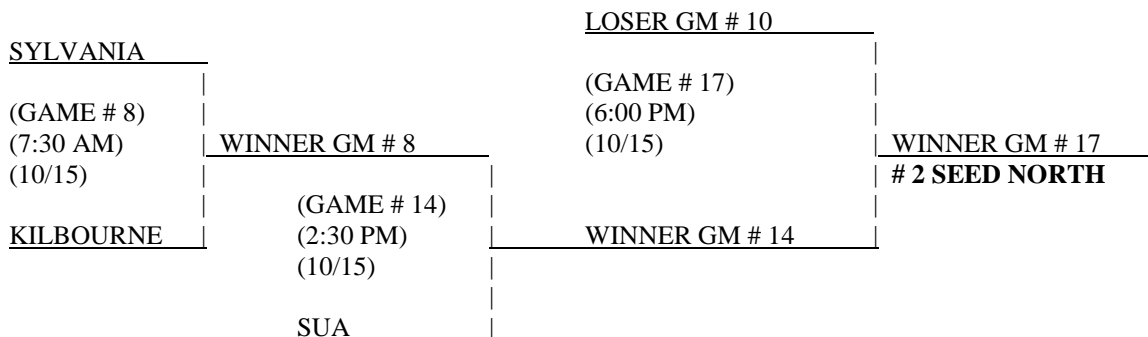 LOSER GM # 10
SYLVANIA
(GAME # 17)
(GAME # 8) (6:00 PM)
(7:30 AM) WINNER GM # 8 (10/15) WINNER GM # 17
(10/15) # 2 SEED NORTH
(GAME # 14)
KILBOURNE (2:30 PM) WINNER GM # 14
(10/15)
SUA